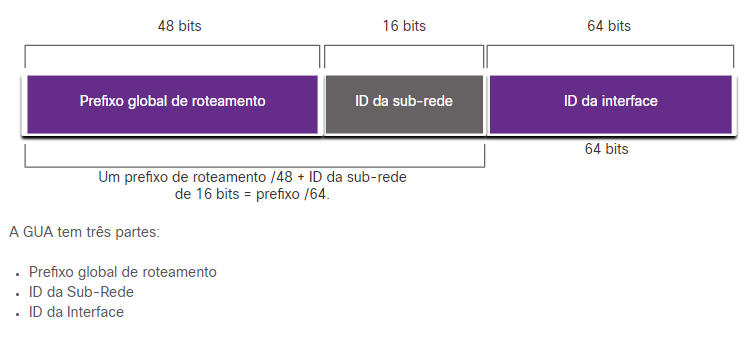 48 bits
16 bits
64 bits
Prefixo global de roteamento
ID da sub-rede
ID da interface
64 bits
Um prefixo de roteamento /48 + ID da sub-rede
de 16 bits = prefixo /64.
A GUA tem três partes:
• Prefixo global de roteamento
• ID da Sub-Rede
• ID da Interface